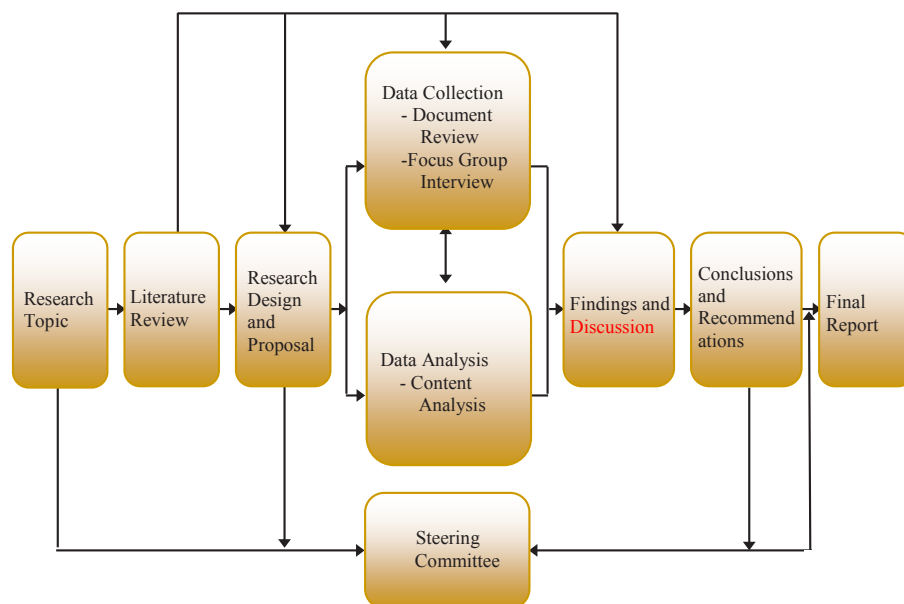 Data Collection
- Document
Review
-Focus Group
Interview
Research
Topic
Literature
Review
Research
Design
and
Proposal
Data Analysis
- Content
Analysis
Findings and
Discussion
Conclusions
and
Recommend
ations
Final
Report
Steering
Committee